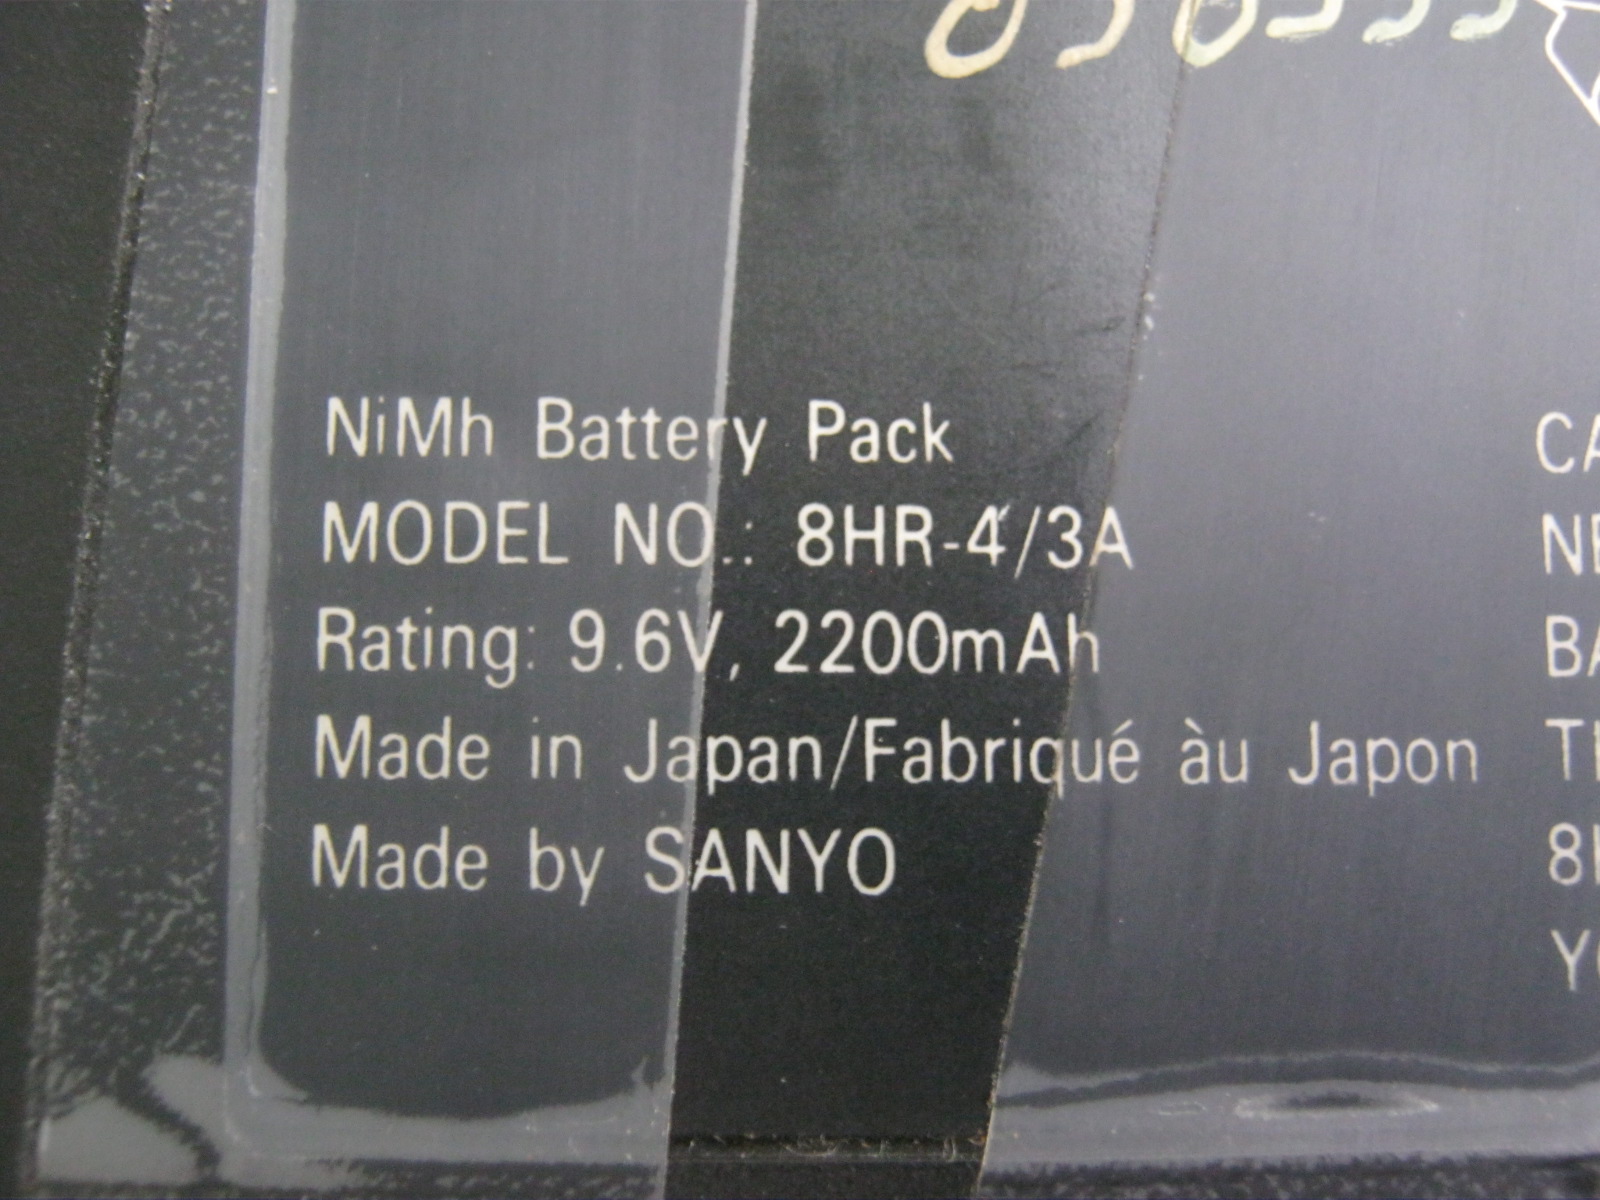 NiMh Battery Pack
MODEL NO.: 8HR-4/3A
Rating: 9.6V, 2200mAh
Made in Japan/Fabriqué àu Japon
Made by SANYO